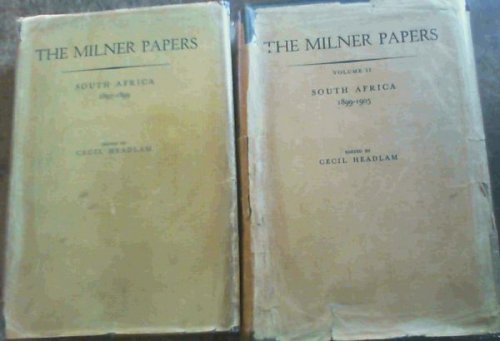 THE MILNER PAPERS
SOUTH AFRICA
1897-1899
EDITED BY
CECIL HEADLAM
THE MILNER PAPERS
VOLUME II
SOUTH AFRICA
1899-1905
EDITED BY
CECIL HEADLAM